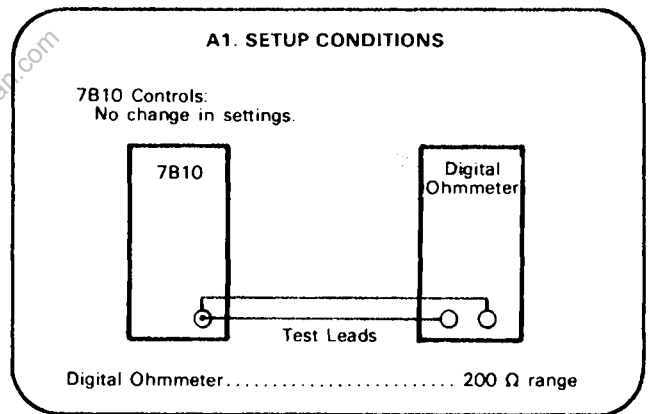 A1. SETUP CONDITIONS
7B10 Controls:
No change in settings.
7B10
Digital
Ohmmeter
Test Leads
Digital Ohmmeter.......................... 200 Ω range